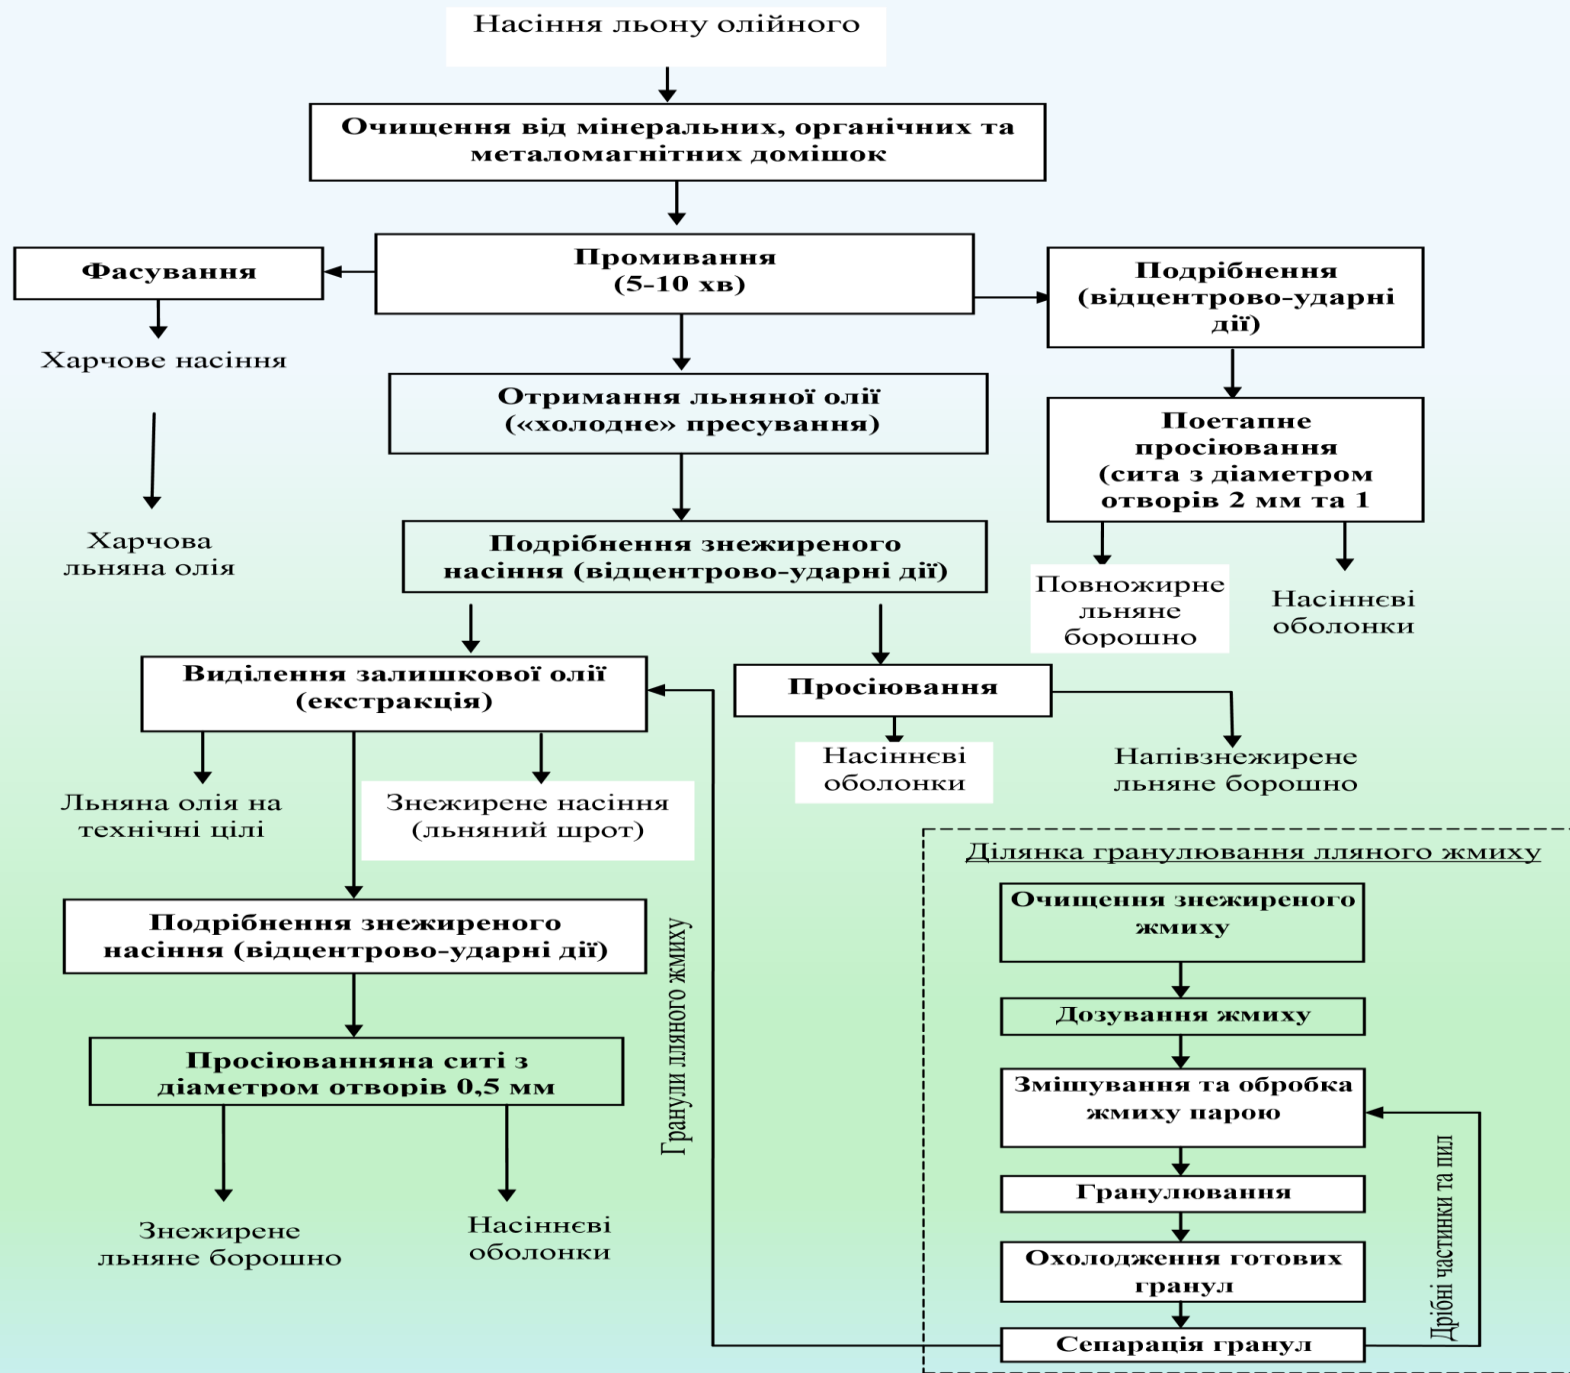 Насіння льону олійного
Очищення від мінеральних, органічних та
металомагнітних домішок
Фасування
Промивання
(5-10 хв)
Подрібнення
(відцентрово-ударні
дії)
Харчове насіння
Отримання льняної олії
(«холодне» пресування)
Поетапне
просіювання
(сита з діаметром
отворів 2 мм та 1
Харчова
льняна олія
Подрібнення знежиреного
насіння (відцентрово-ударні дії)
Повножирне
льняне
борошно
Насіннєві
оболонки
Виділення залишкової олії
(екстракція)
Просіювання
Льняна олія на
технічні цілі
Знежирене насіння
(льняний шрот)
Насіннєві
оболонки
Напівзнежирене
льняне борошно
Ділянка гранулювання лляного жмиху
Очищення знежиреного
жмиху
Подрібнення знежиреного
насіння (відцентрово-ударні дії)
Гранули лляного жмиху
Дозування жмиху
Просіюванняна ситі з
діаметром отворів 0,5 мм
Змішування та обробка
жмиху парою
Гранулювання
Дрібні частинки та пил
Знежирене
льняне борошно
Насіннєві
оболонки
Охолодження готових
гранул
Сепарація гранул